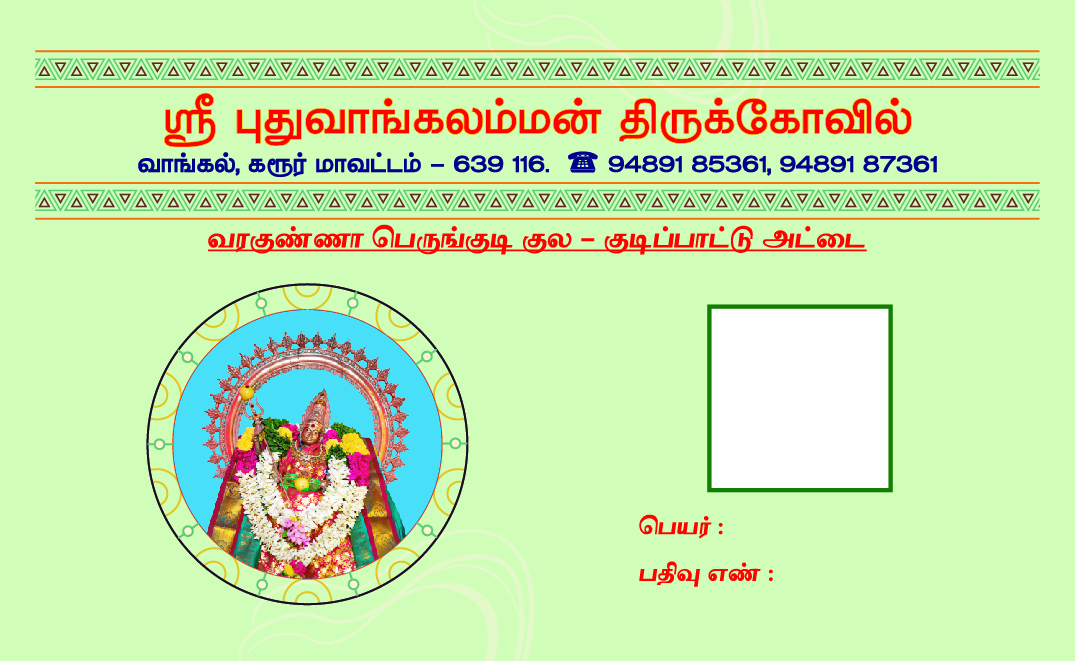 ஸ்ரீ புதுவாங்கலம்மன் திருக்கோவில்
வாங்கல், கரூர் மாவட்டம் – 639 116. ☎ 94891 85361, 94891 87361
வரகுண்ணா பெருங்குடி குல – குடிப்பாட்டு அட்டை
பெயர் :
பதிவு எண் :